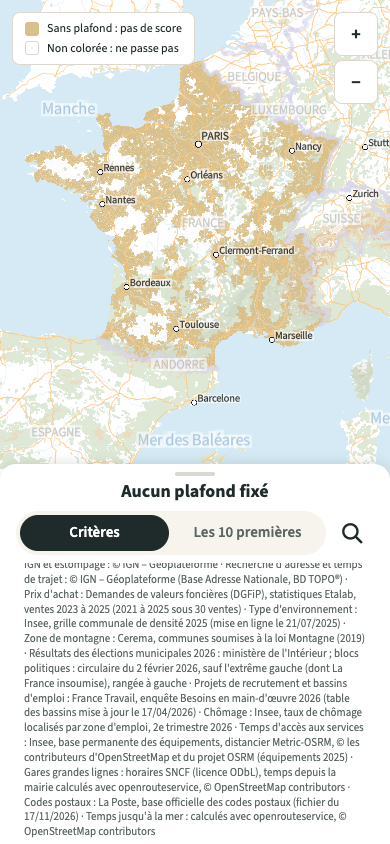 Sans plafond : pas de score
Non colorée : ne passe pas
+
−
PAYS-BAS
BELGIQUE
Manche
LUXEMBOURG
PARIS
Nancy
Stutt
Rennes
Orléans
Zurich
Nantes
FRANCE
SUISSE
Clermont-Ferrand
Bordeaux
Toulouse
Marseille
ANDORRE
Barcelone
Me
ESPAGNE
Mer des Baléares
Aucun plafond fixé
Critères
Les 10 premières
IGN et estompage : © IGN – Géoplateforme · Recherche d'adresse et temps
de trajet : © IGN – Géoplateforme (Base Adresse Nationale, BD TOPO®) ·
Prix d'achat : Demandes de valeurs foncières (DGFiP), statistiques Etalab,
ventes 2023 à 2025 (2021 à 2025 sous 30 ventes) · Type d'environnement :
Insee, grille communale de densité 2025 (mise en ligne le 21/07/2025) ·
Zone de montagne : Cerema, communes soumises à la loi Montagne (2019)
· Résultats des élections municipales 2026 : ministère de l'Intérieur ; blocs
politiques : circulaire du 2 février 2026, sauf l'extrême gauche (dont La
France insoumise), rangée à gauche · Projets de recrutement et bassins
d'emploi : France Travail, enquête Besoins en main-d'œuvre 2026 (table
des bassins mise à jour le 17/04/2026) · Chômage : Insee, taux de chômage
localisés par zone d'emploi, 2e trimestre 2026 · Temps d'accès aux services
: Insee, base permanente des équipements, distancier Metric-OSRM, © les
contributeurs d'OpenStreetMap et du projet OSRM (équipements 2025) ·
Gares grandes lignes : horaires SNCF (licence ODbL), temps depuis la
mairie calculés avec openrouteservice, © OpenStreetMap contributors ·
Codes postaux : La Poste, base officielle des codes postaux (fichier du
17/11/2026) · Temps jusqu'à la mer : calculés avec openrouteservice, ©
OpenStreetMap contributors